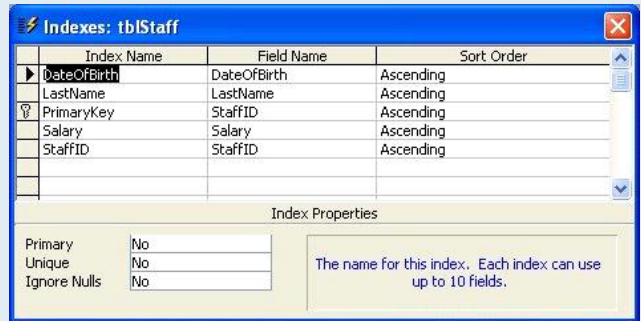 Indexes: tblStaff
Index Name Field Name Sort Order
DateOfBirth DateOfBirth Ascending
LastName LastName Ascending
PrimaryKey StaffID Ascending
Salary Salary Ascending
StaffID StaffID Ascending
Index Properties
Primary No
Unique No
Ignore Nulls No
The name for this index. Each index can use
up to 10 fields.